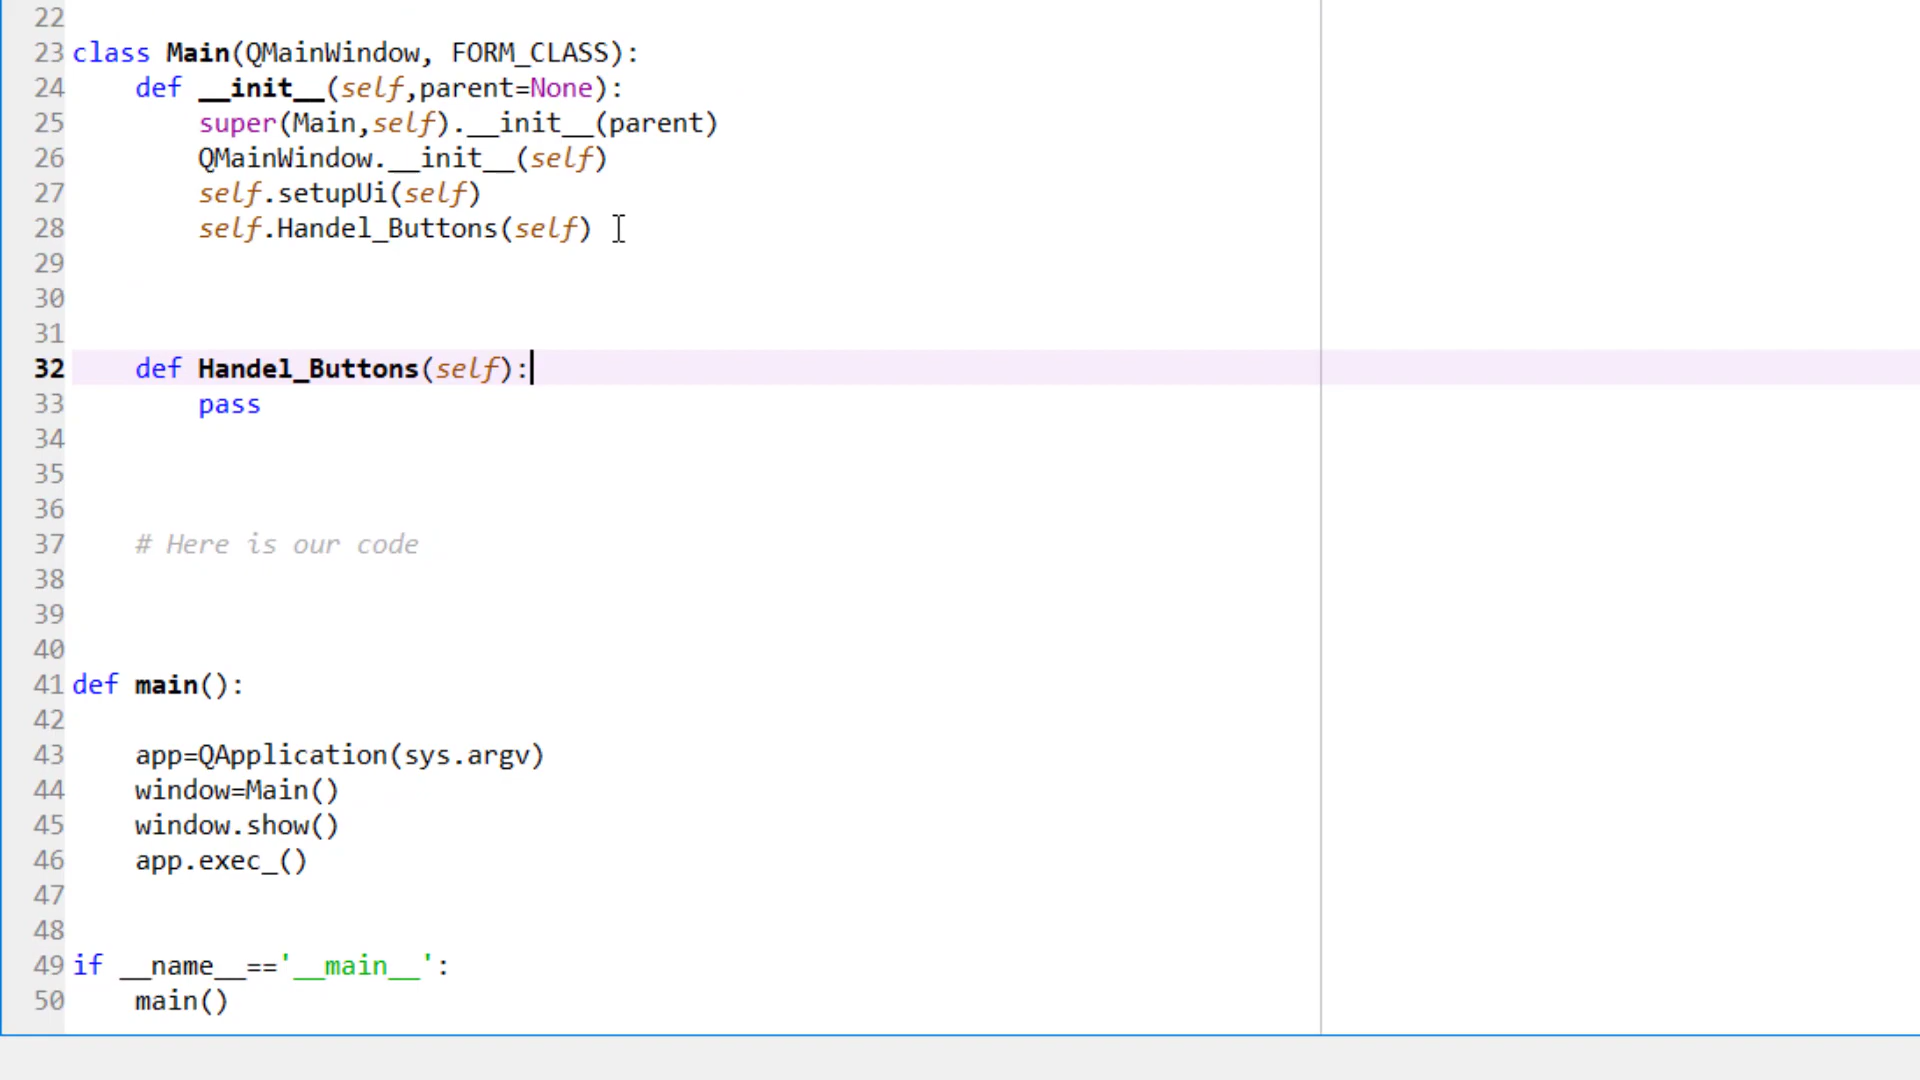 22
23 class Main(QMainWindow, FORM_CLASS):
24     def __init__(self,parent=None):
25         super(Main,self).__init__(parent)
26         QMainWindow.__init__(self)
27         self.setupUi(self)
28         self.Handel_Buttons(self)
29
30
31
32     def Handel_Buttons(self):
33         pass
34
35
36
37     # Here is our code
38
39
40
41 def main():
42
43     app=QApplication(sys.argv)
44     window=Main()
45     window.show()
46     app.exec_()
47
48
49 if __name__=='__main__':
50     main()